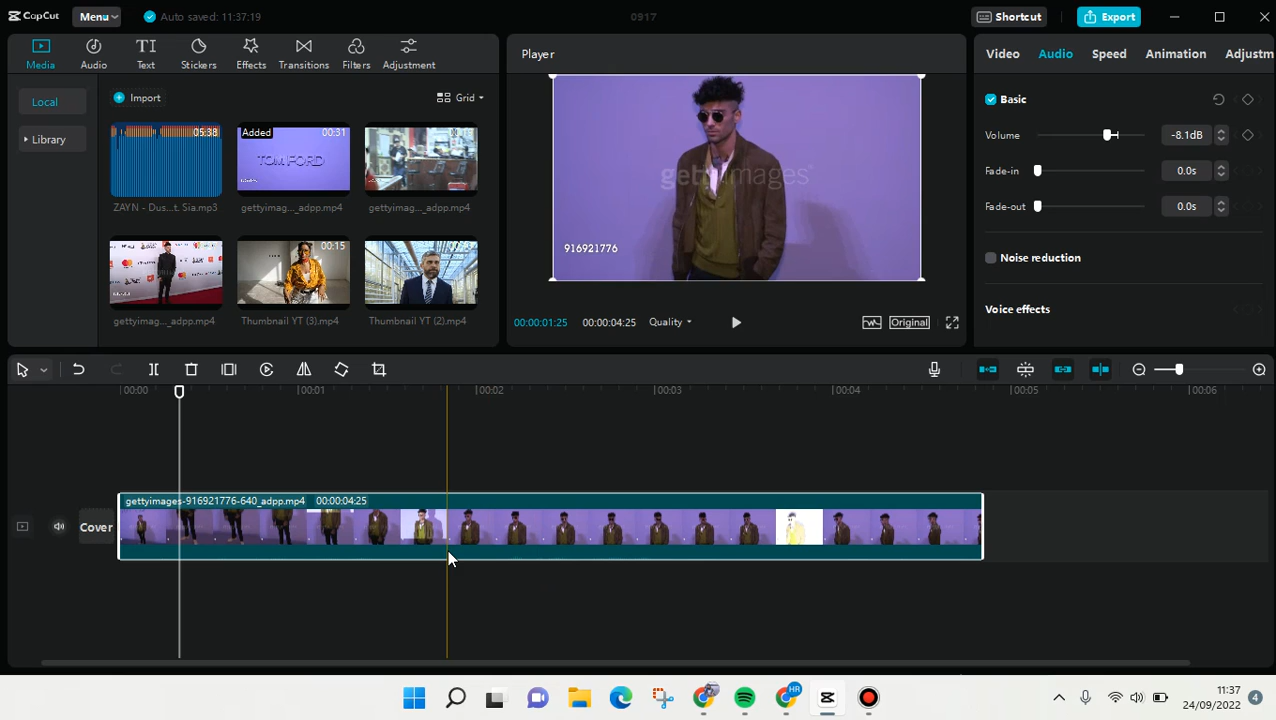 CapCut Menu Auto saved: 11:37:19 0917 Shortcut Export
Media Audio Text Stickers Effects Transitions Filters Adjustment
Player
Video Audio Speed Animation Adjustm
Local
Library
Import Grid
05:38
ZAYN - Dus...t. Sia.mp3
Added 00:31
TOM FORD
gettyimag..._adpp.mp4
gettyimag..._adpp.mp4
gettyimag..._adpp.mp4
00:15
Thumbnail YT (3).mp4
Thumbnail YT (2).mp4
gettyimages
916921776
00:00:01:25 00:00:04:25 Quality Original
Basic
Volume -8.1dB
Fade-in 0.0s
Fade-out 0.0s
Noise reduction
Voice effects
00:00 00:01 00:02 00:03 00:04 00:05 00:06
gettyimages-916921776-640_adpp.mp4 00:00:04:25
Cover
HR
11:37
24/09/2022
4